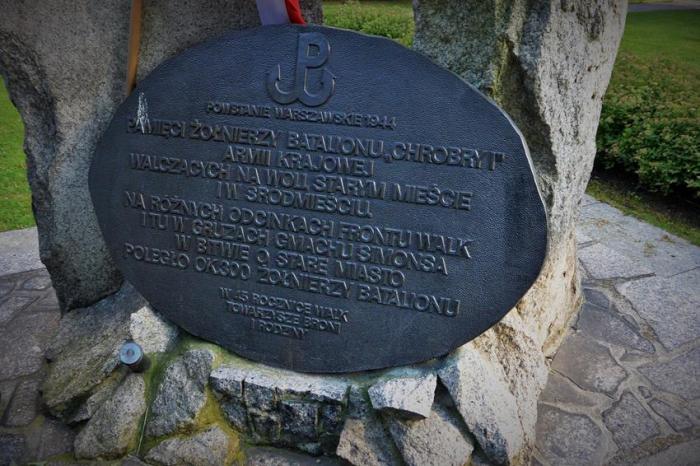 P
POWSTANIE WARSZAWSKIE 1944
PAMIĘCI ŻOŁNIERZY BATALIONU „CHROBRY I"
ARMII KRAJOWEJ
WALCZĄCYCH NA WOLI, STARYM MIEŚCIE
I W ŚRÓDMIEŚCIU,
NA RÓŻNYCH ODCINKACH FRONTU WALK
I TU W GRUZACH GMACHU SIMONSA
W BITWIE O STARE MIASTO
POLEGŁO OK.300 ŻOŁNIERZY BATALIONU
W 45 ROCZNICĘ WALK
TOWARZYSZE BRONI
I RODZINY